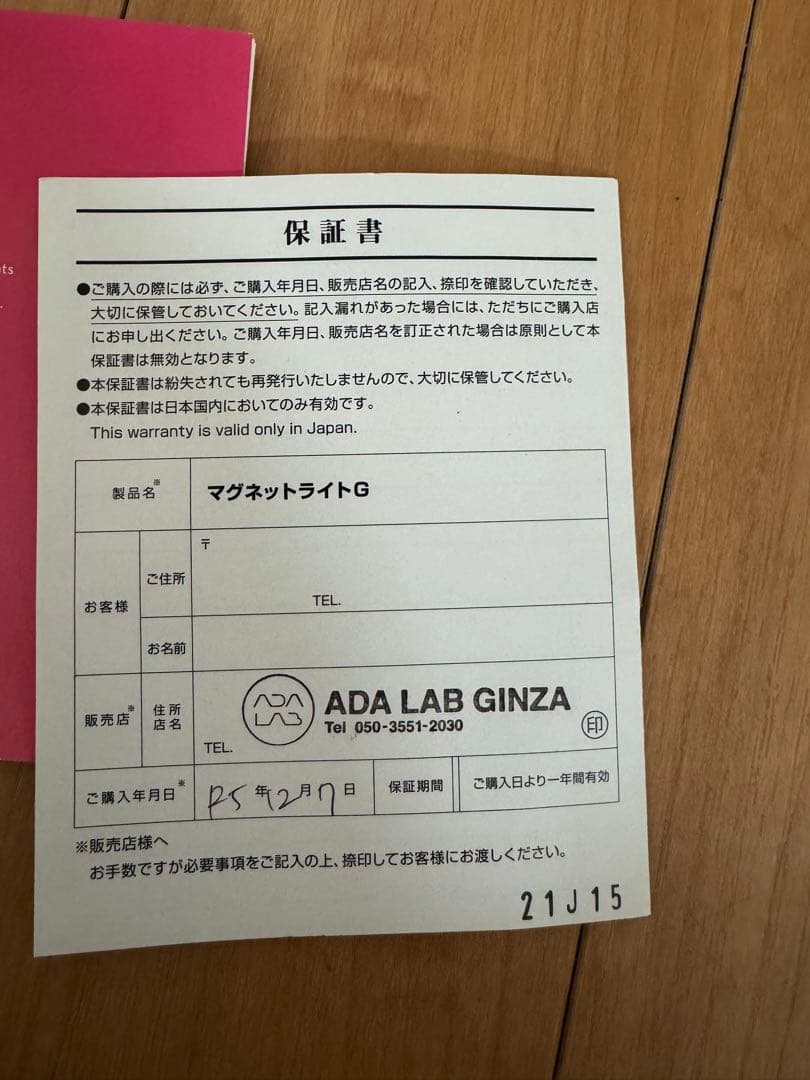 nts
.
保証書
●ご購入の際には必ず、ご購入年月日、販売店名の記入、捺印を確認していただき、
大切に保管しておいてください。記入漏れがあった場合には、ただちにご購入店
にお申し出ください。ご購入年月日、販売店名を訂正された場合は原則として本
保証書は無効となります。
●本保証書は紛失されても再発行いたしませんので、大切に保管してください。
●本保証書は日本国内においてのみ有効です。
This warranty is valid only in Japan.
製品名※ マグネットライトG
お客様 ご住所 〒
TEL.
お名前
販売店※ 住所 店名 ADA LAB ADA LAB GINZA
Tel 050-3551-2030
TEL. 印
ご購入年月日※ R5年12月7日 保証期間 ご購入日より一年間有効
※販売店様へ
お手数ですが必要事項をご記入の上、捺印してお客様にお渡しください。
21J15